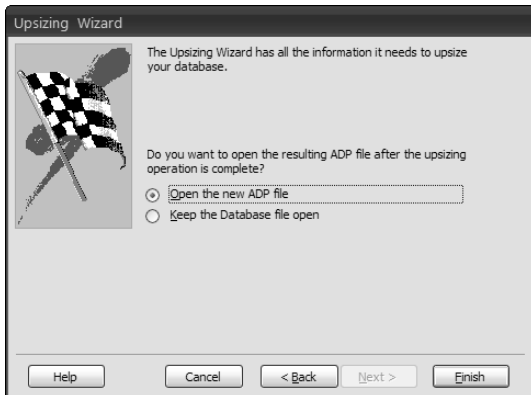 Upsizing Wizard
The Upsizing Wizard has all the information it needs to upsize
your database.
Do you want to open the resulting ADP file after the upsizing
operation is complete?
Open the new ADP file
Keep the Database file open
Help
Cancel
< Back
Next >
Finish